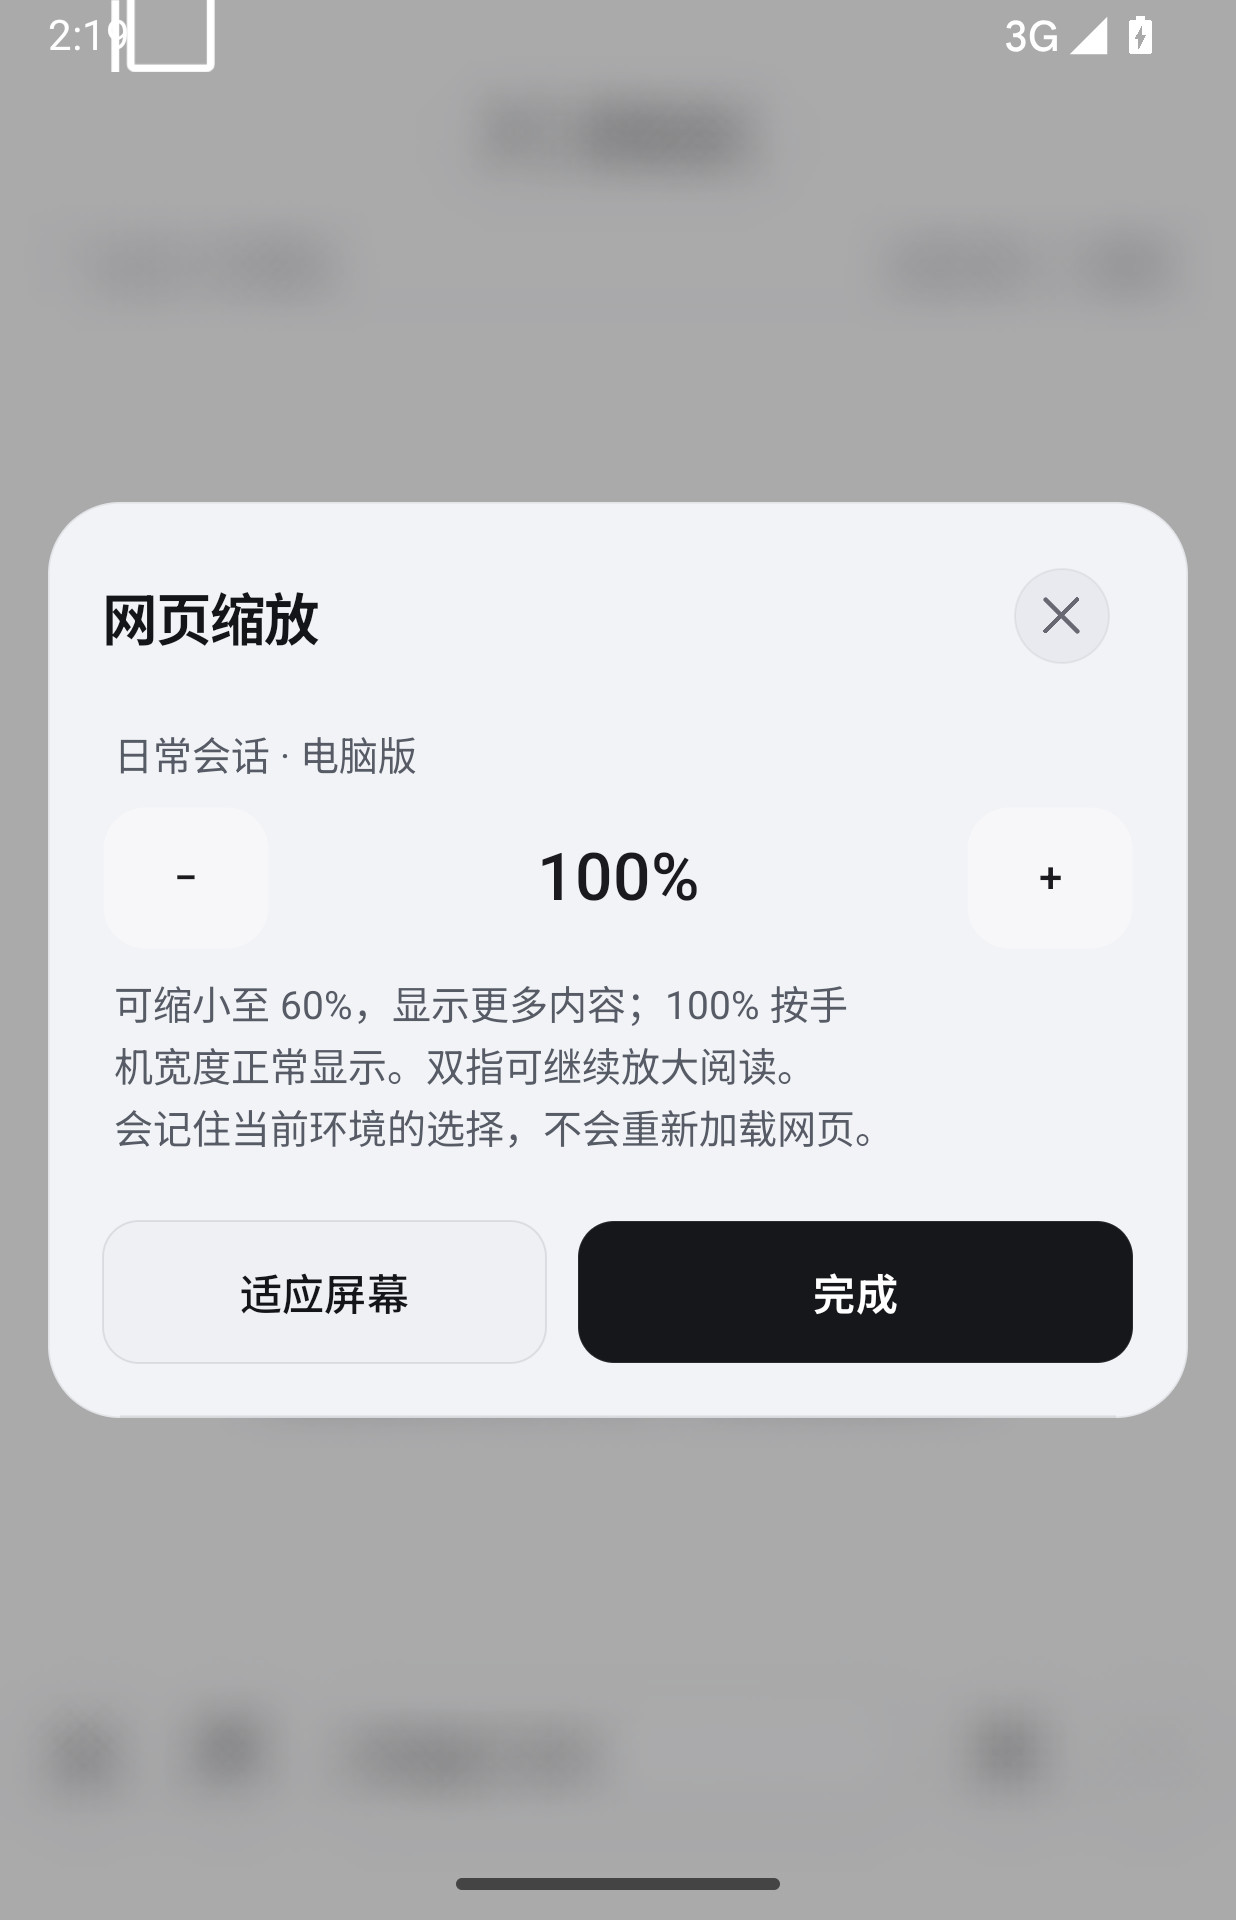 2:19
3G
网页缩放
日常会话 · 电脑版
− 100% +
可缩小至 60%，显示更多内容；100% 按手
机宽度正常显示。双指可继续放大阅读。
会记住当前环境的选择，不会重新加载网页。
适应屏幕 完成